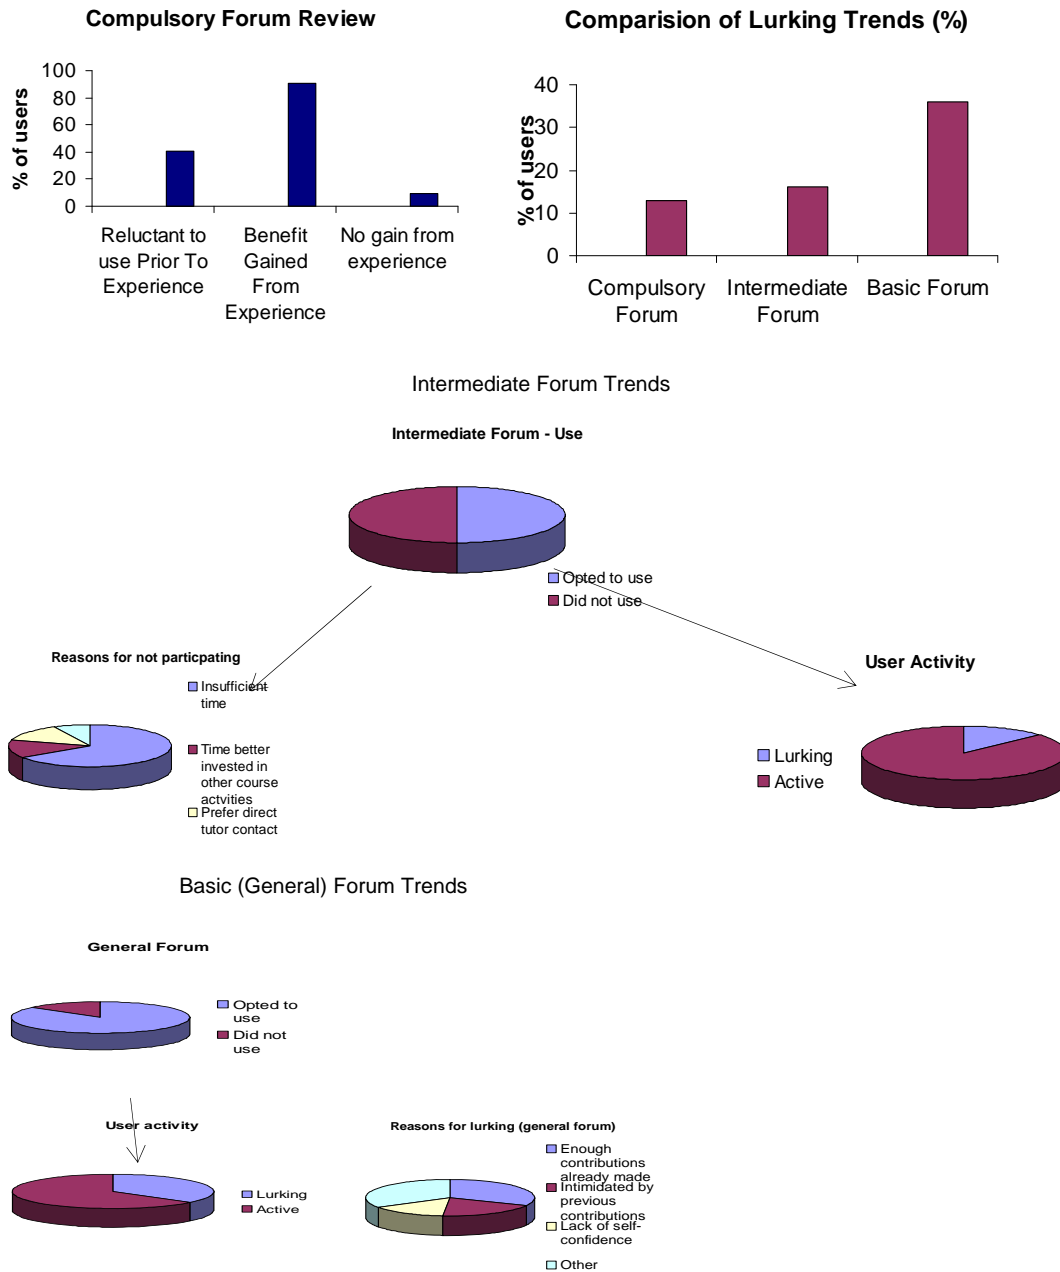 Compulsory Forum Review
% of users
100
80
60
40
20
0
Reluctant to
use Prior To
Experience
Benefit
Gained
From
Experience
No gain from
experience
Comparision of Lurking Trends (%)
% of users
40
30
20
10
0
Compulsory
Forum
Intermediate
Forum
Basic Forum
Intermediate Forum Trends
Intermediate Forum - Use
Opted to use
Did not use
Reasons for not particpating
Insufficient
time
Time better
invested in
other course
actvities
Prefer direct
tutor contact
User Activity
Lurking
Active
Basic (General) Forum Trends
General Forum
Opted to
use
Did not
use
User activity
Lurking
Active
Reasons for lurking (general forum)
Enough
contributions
already made
Intimidated by
previous
contributions
Lack of self-
confidence
Other